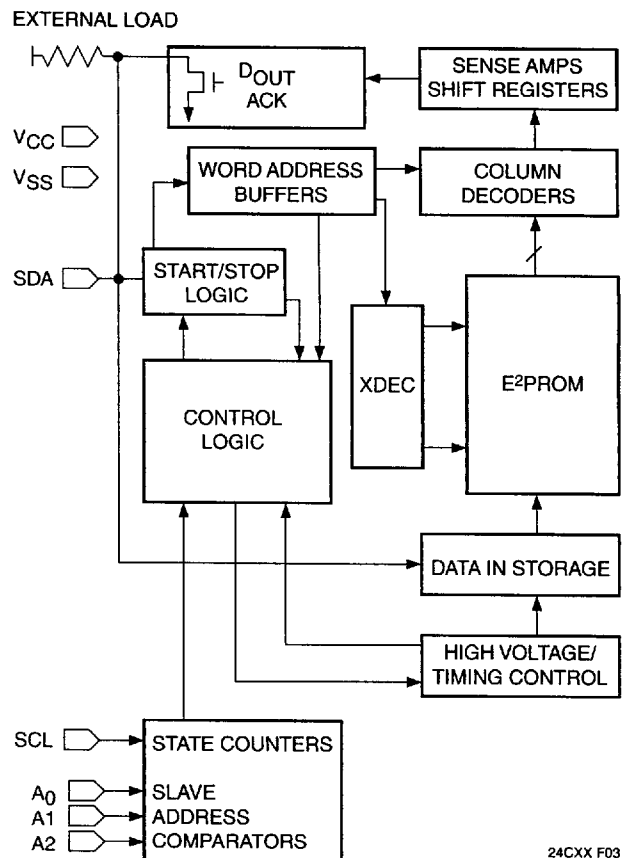 EXTERNAL LOAD
DOUT
ACK
SENSE AMPS
SHIFT REGISTERS
VCC
VSS
WORD ADDRESS
BUFFERS
COLUMN
DECODERS
SDA
START/STOP
LOGIC
XDEC
E²PROM
CONTROL
LOGIC
DATA IN STORAGE
HIGH VOLTAGE/
TIMING CONTROL
SCL
STATE COUNTERS
A0
SLAVE
A1
ADDRESS
A2
COMPARATORS
24CXX F03